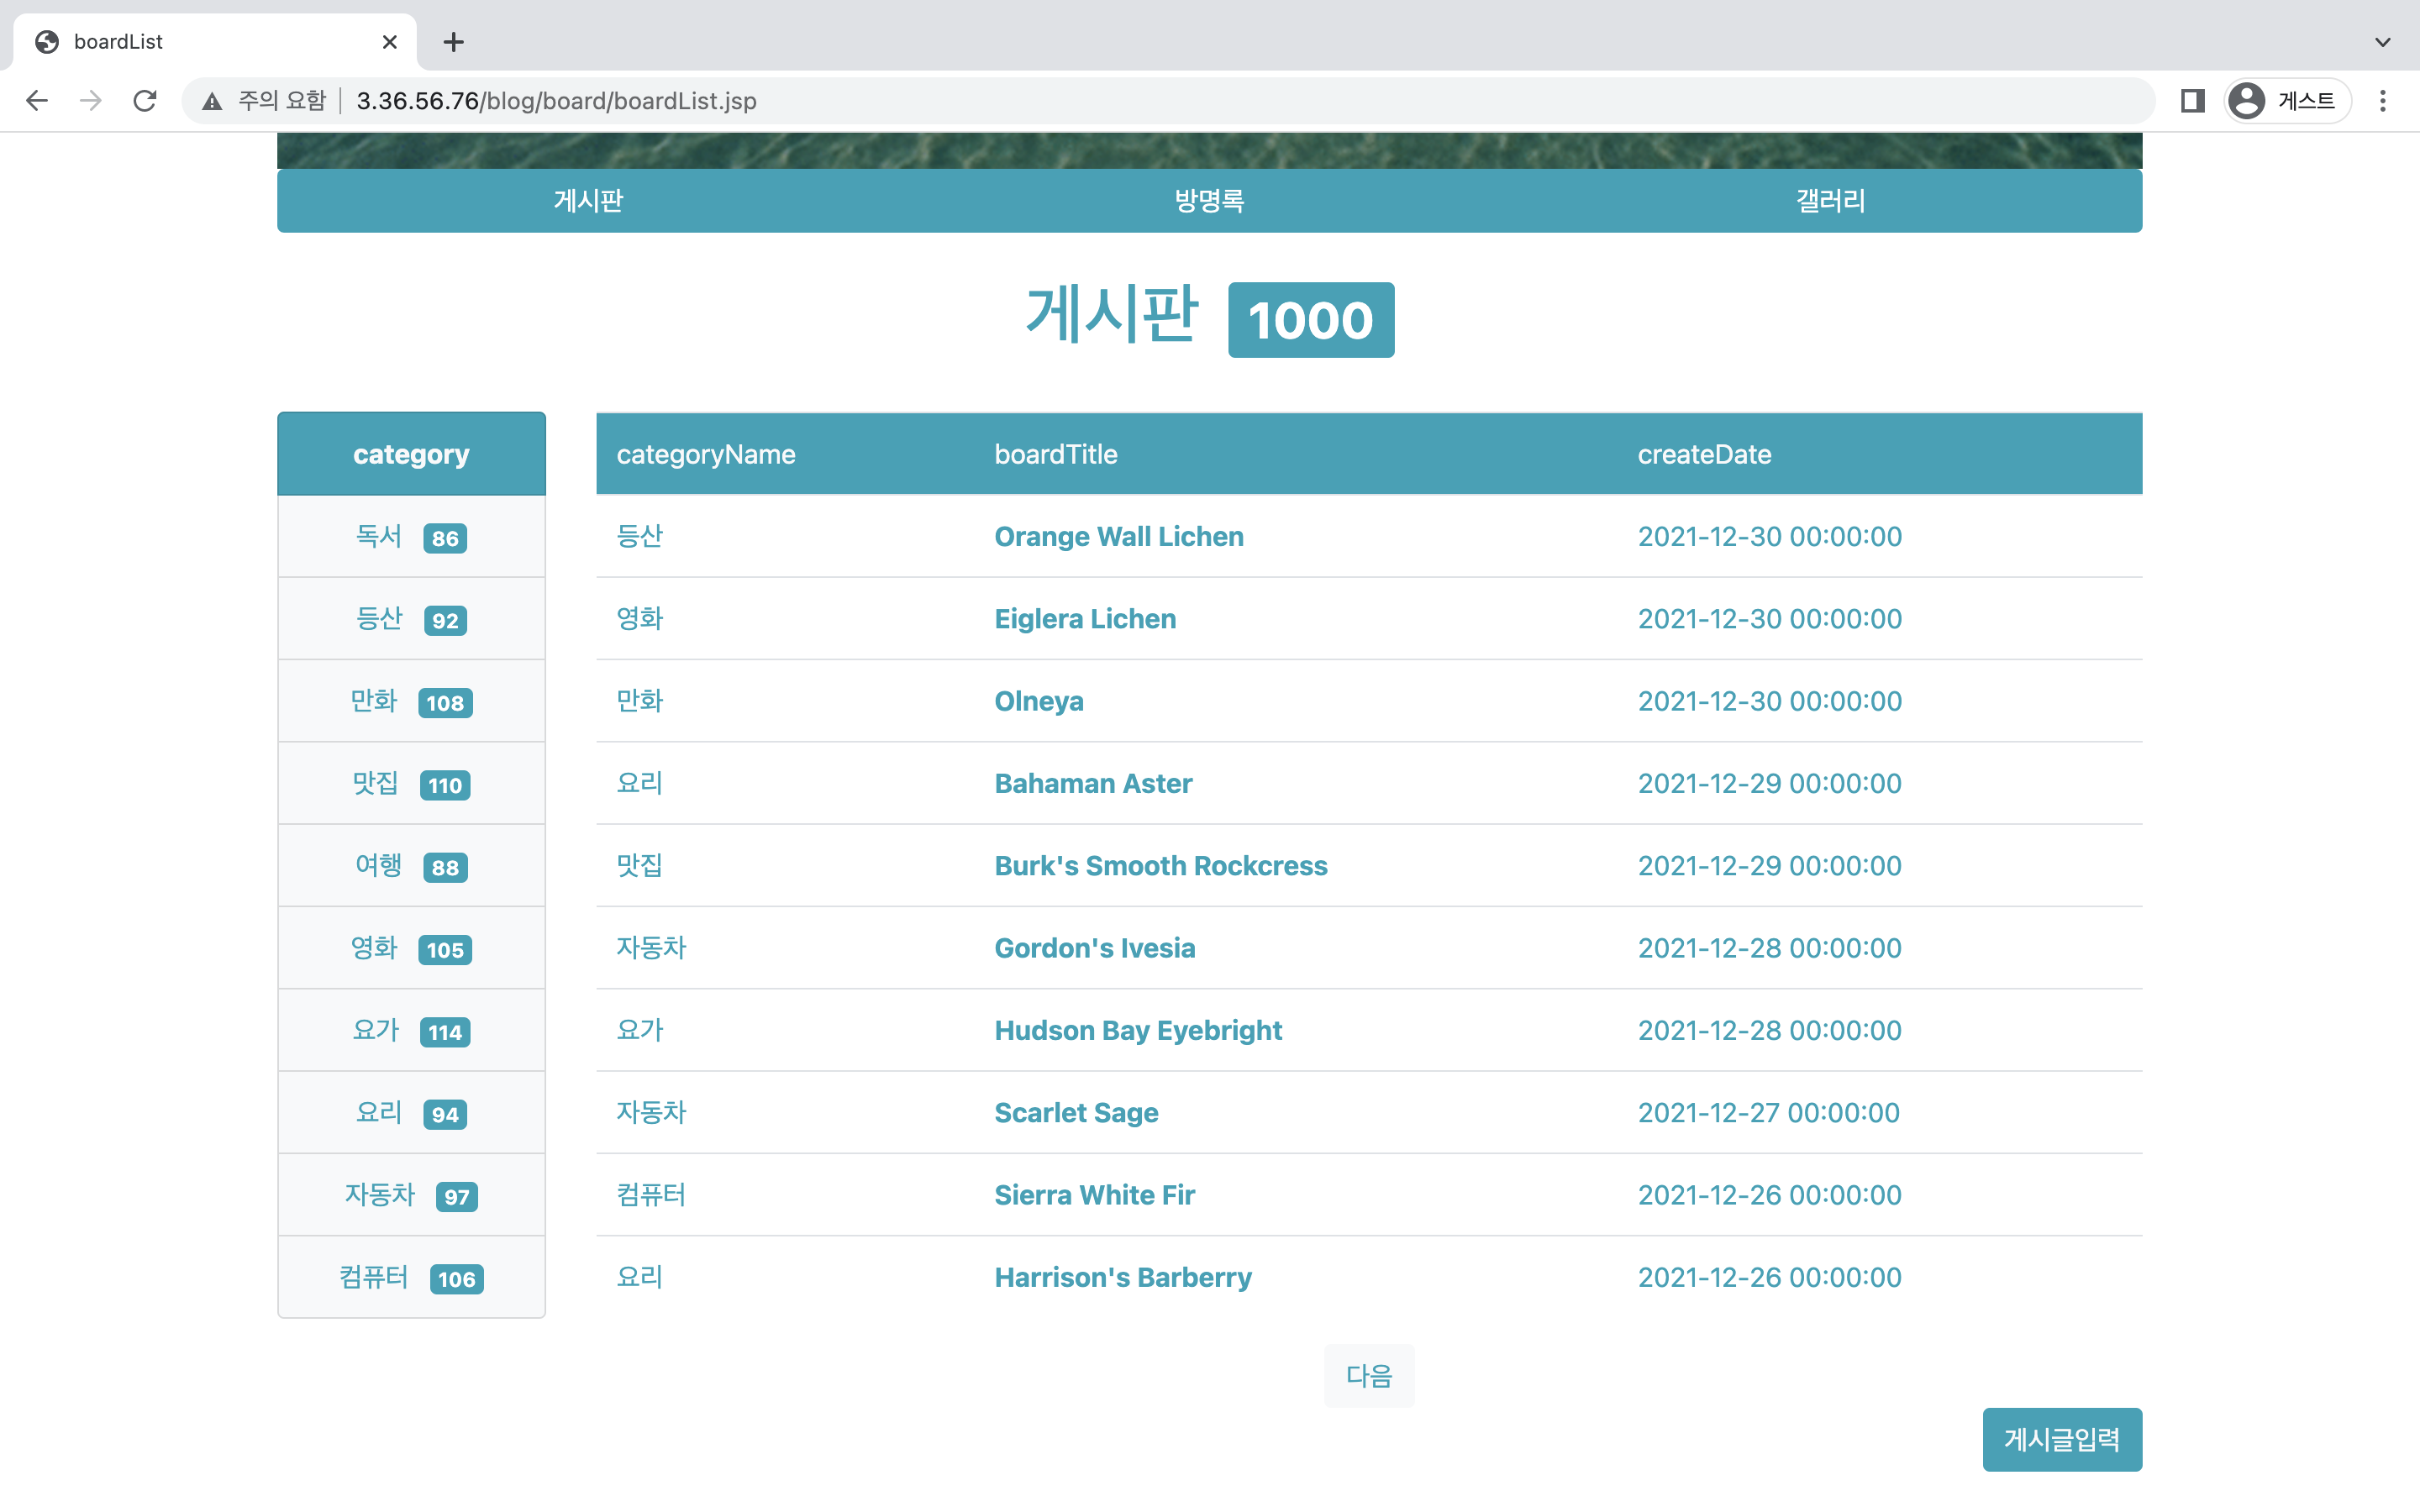 boardList
주의 요함 3.36.56.76/blog/board/boardList.jsp 게스트
게시판 방명록 갤러리
게시판 1000
category
독서 86
등산 92
만화 108
맛집 110
여행 88
영화 105
요가 114
요리 94
자동차 97
컴퓨터 106
categoryName boardTitle createDate
등산 Orange Wall Lichen 2021-12-30 00:00:00
영화 Eiglera Lichen 2021-12-30 00:00:00
만화 Olneya 2021-12-30 00:00:00
요리 Bahaman Aster 2021-12-29 00:00:00
맛집 Burk's Smooth Rockcress 2021-12-29 00:00:00
자동차 Gordon's Ivesia 2021-12-28 00:00:00
요가 Hudson Bay Eyebright 2021-12-28 00:00:00
자동차 Scarlet Sage 2021-12-27 00:00:00
컴퓨터 Sierra White Fir 2021-12-26 00:00:00
요리 Harrison's Barberry 2021-12-26 00:00:00
다음
게시글입력